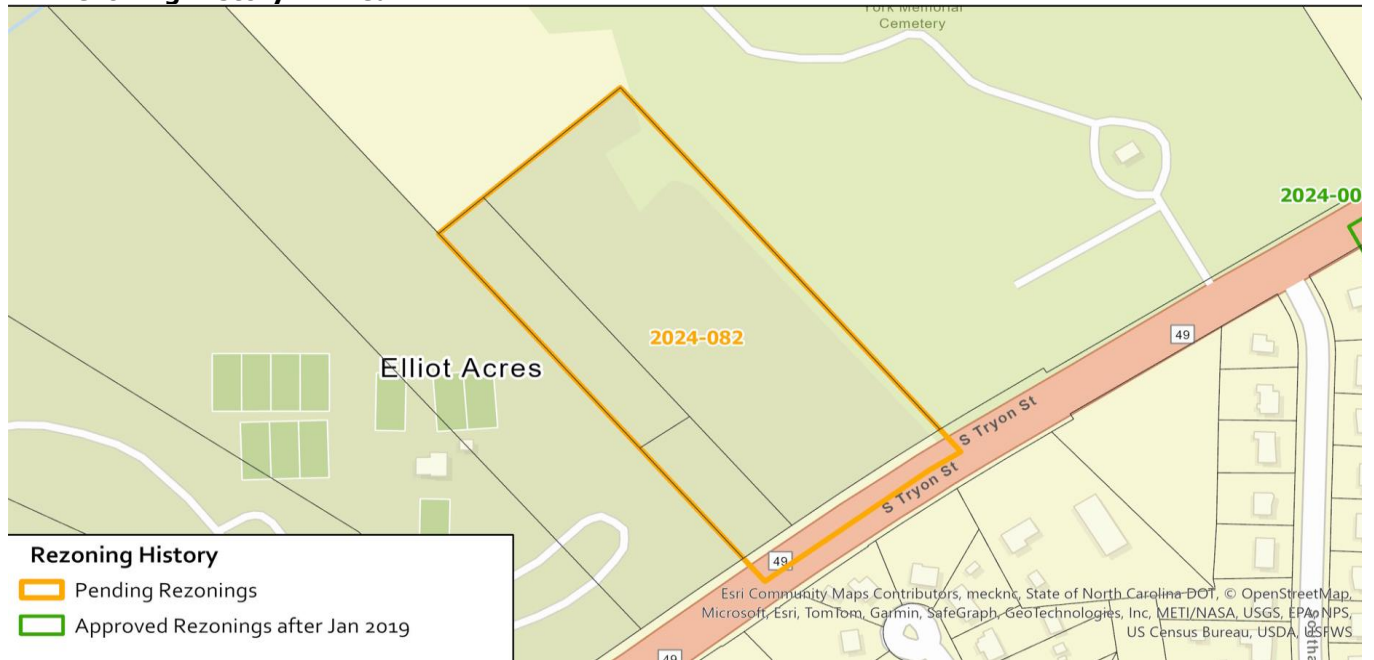 York Memorial
Cemetery
2024-00
49
2024-082
Elliot Acres
S Tryon St
S Tryon St
49
Rezoning History
Pending Rezonings
Approved Rezonings after Jan 2019
Esri Community Maps Contributors, mecknc, State of North Carolina DOT, © OpenStreetMap,
Microsoft, Esri, TomTom, Garmin, SafeGraph, GeoTechnologies, Inc, METI/NASA, USGS, EPA, NPS,
US Census Bureau, USDA, USFWS
49